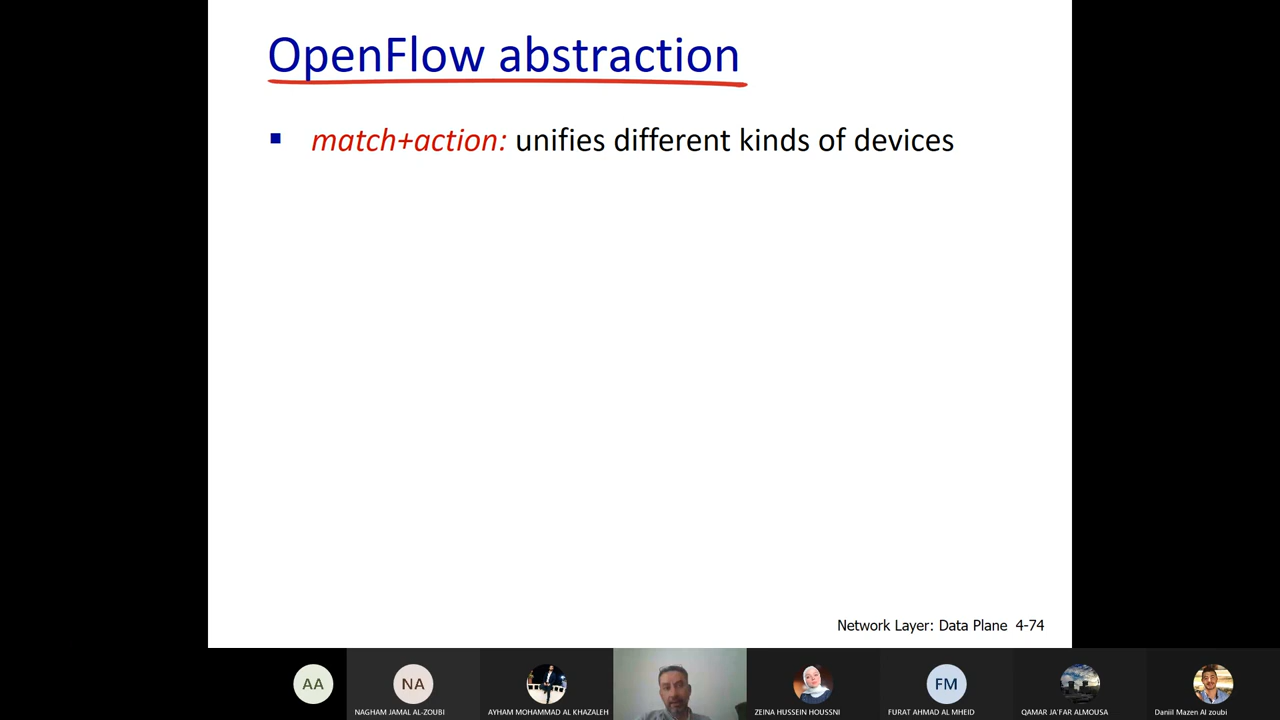 OpenFlow abstraction
▪ match+action: unifies different kinds of devices
Network Layer: Data Plane 4-74
AA
NA
FM
NAGHAM JAMAL AL-ZOUBI
AYHAM MOHAMMAD AL KHAZALEH
ZEINA HUSSEIN HOUSSNI
FURAT AHMAD AL MHEID
QAMAR JA'FAR ALMOUSA
Daniil Mazen Al zoubi